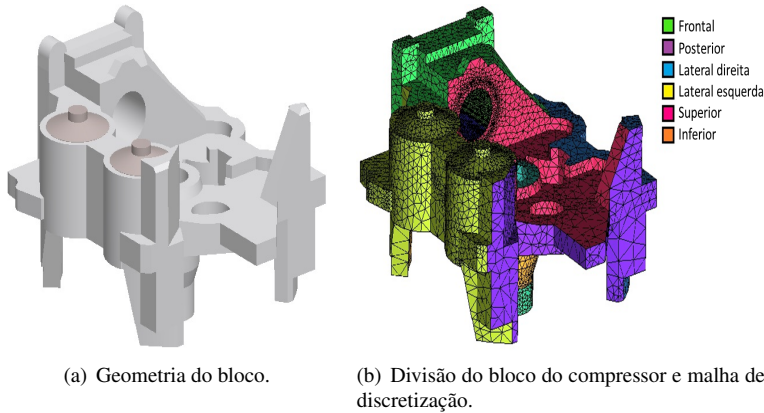 Frontal
Posterior
Lateral direita
Lateral esquerda
Superior
Inferior
(a) Geometria do bloco.
(b) Divisão do bloco do compressor e malha de
discretização.